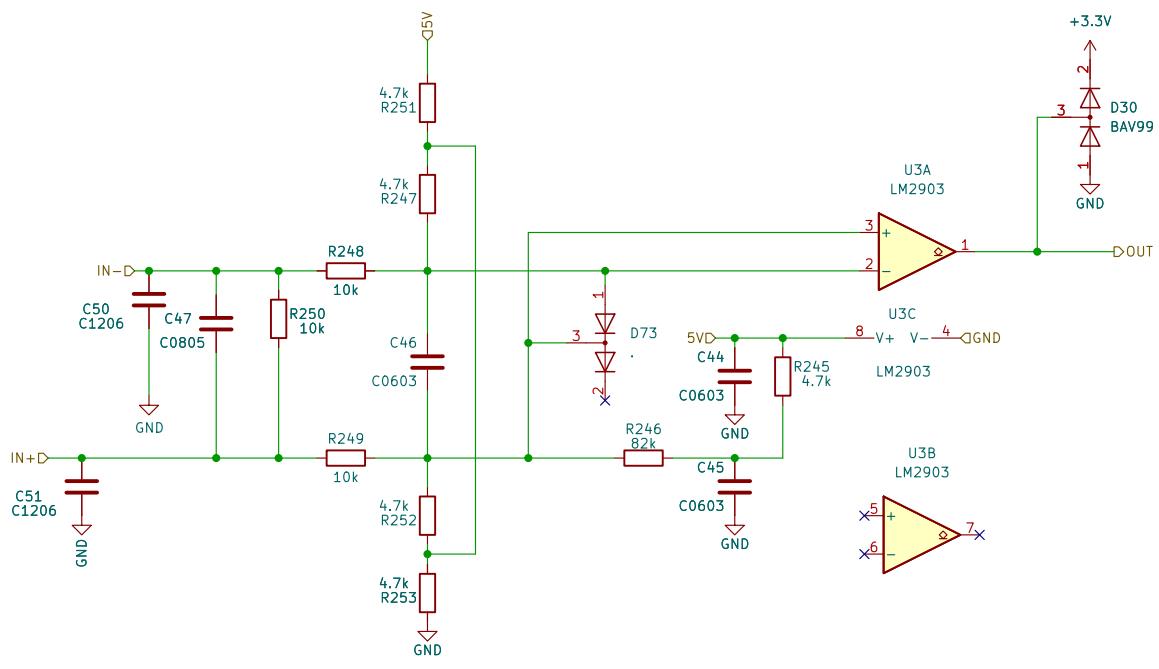 +3.3V
5V
2
4.7k
R251
3
D30
BAV99
1
GND
4.7k
R247
U3A
LM2903
3
+
1
OUT
2
−
R248
10k
IN-
C50
C1206
C47
C0805
R250
10k
GND
1
3
D73
.
2
C46
C0603
U3C
5V
8
V+
V-
4
GND
LM2903
C44
C0603
R245
4.7k
GND
R249
10k
IN+
C51
C1206
GND
R246
82k
C45
C0603
GND
U3B
LM2903
5
+
7
6
−
4.7k
R252
4.7k
R253
GND